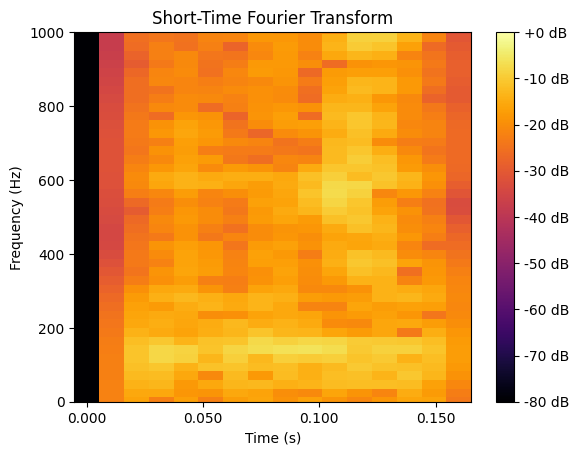 Short-Time Fourier Transform
1000
800
600
400
200
0
Frequency (Hz)
0.000
0.050
0.100
0.150
Time (s)
+0 dB
-10 dB
-20 dB
-30 dB
-40 dB
-50 dB
-60 dB
-70 dB
-80 dB